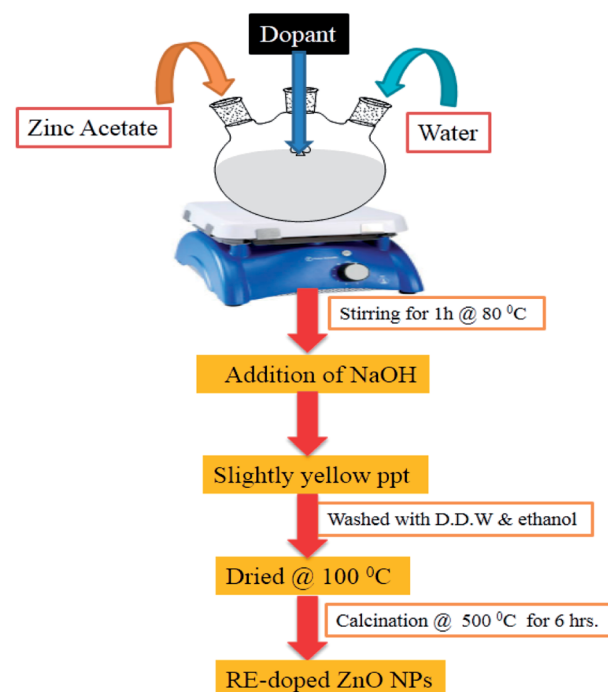 Dopant
Zinc Acetate
Water
Stirring for 1h @ 80 ⁰C
Addition of NaOH
Slightly yellow ppt
Washed with D.D.W & ethanol
Dried @ 100 ⁰C
Calcination @ 500 ⁰C for 6 hrs.
RE-doped ZnO NPs